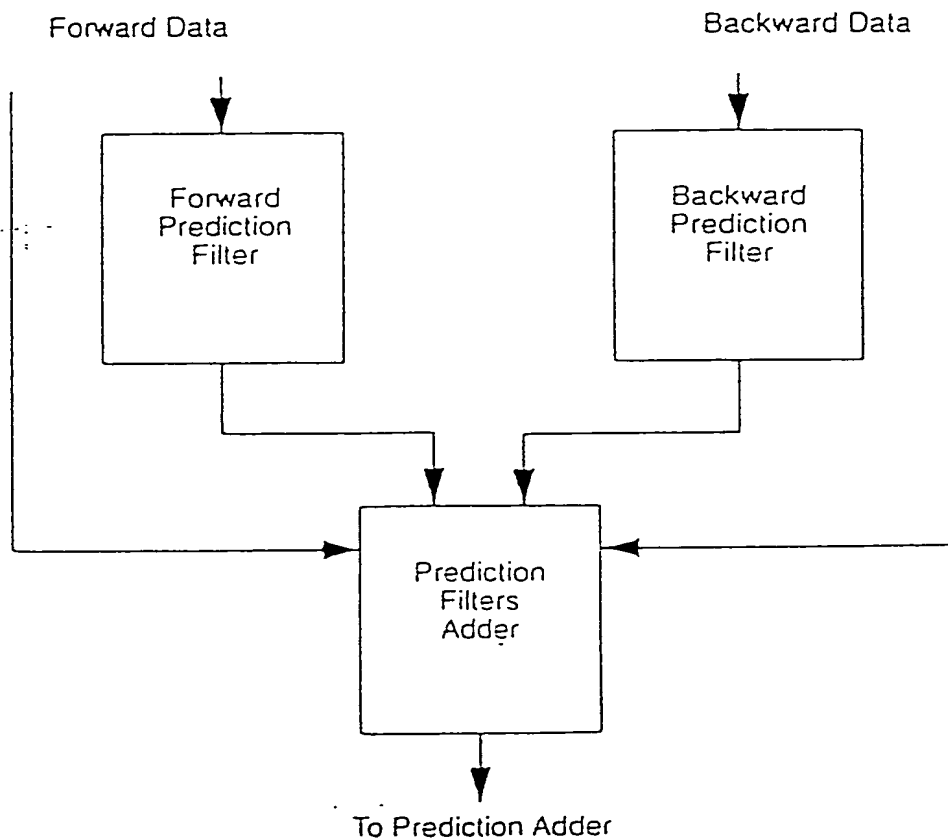 Forward Data
Backward Data
Forward
Prediction
Filter
Backward
Prediction
Filter
Prediction
Filters
Adder
To Prediction Adder